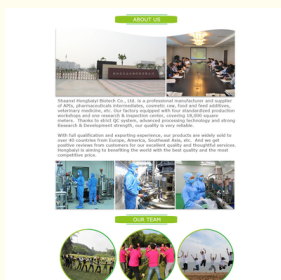 ABOUT US
Shaanxi Hongbaiyi Biotech Co., Ltd. is a professional manufacturer and supplier
of APIs, pharmaceuticals intermediates, cosmetic raw, food and feed additives,
veterinary medicine, etc. Our factory equipped with four standardized production
workshops and one research & inspection center, covering 18,000 square
meters. Thanks to strict QC system, advanced processing technology and strong
Research & Development strength, our quality is very reliable.
With full qualification and exporting experience, our products are widely sold to
over 40 countries from Europe, America, Southeast Asia, etc. And we get
positive reviews from customers for our excellent quality and thoughtful services.
Hongbaiyi is aiming to benefiting the world with the best quality and the most
competitive price.
OUR TEAM